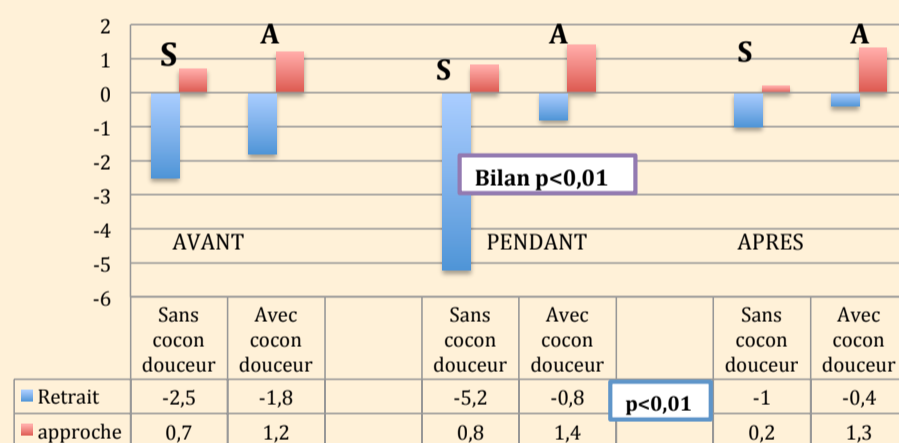 2
1
0
-1
-2
-3
-4
-5
-6
S A S A S A
Bilan p<0,01
AVANT PENDANT APRES
Sans cocon douceur Avec cocon douceur Sans cocon douceur Avec cocon douceur Sans cocon douceur Avec cocon douceur
Retrait -2,5 -1,8 -5,2 -0,8 p<0,01 -1 -0,4
approche 0,7 1,2 0,8 1,4 0,2 1,3